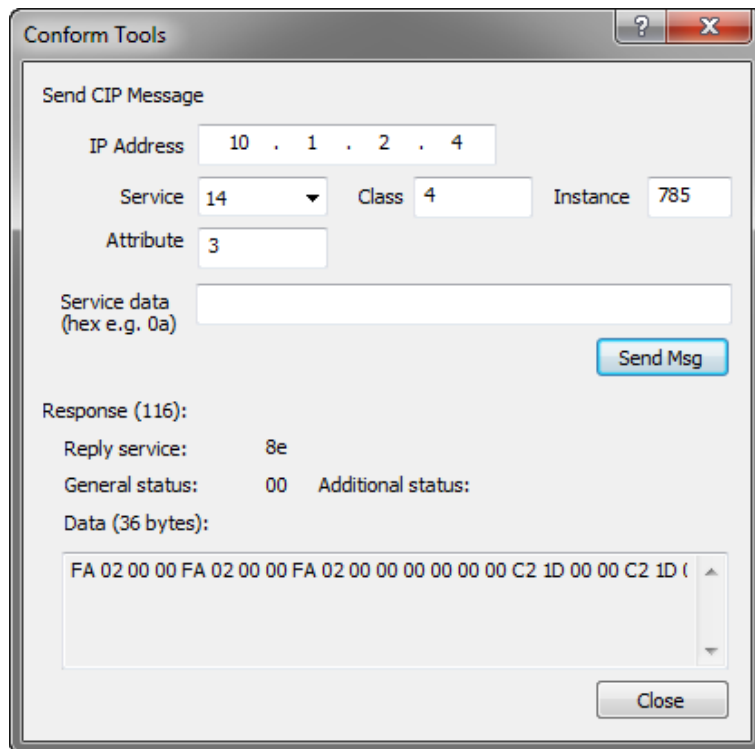 Conform Tools
Send CIP Message
IP Address 10 . 1 . 2 . 4
Service 14 Class 4 Instance 785
Attribute 3
Service data
(hex e.g. 0a)
Send Msg
Response (116):
Reply service: 8e
General status: 00 Additional status:
Data (36 bytes):
FA 02 00 00 FA 02 00 00 FA 02 00 00 00 00 00 00 C2 1D 00 00 C2 1D
Close